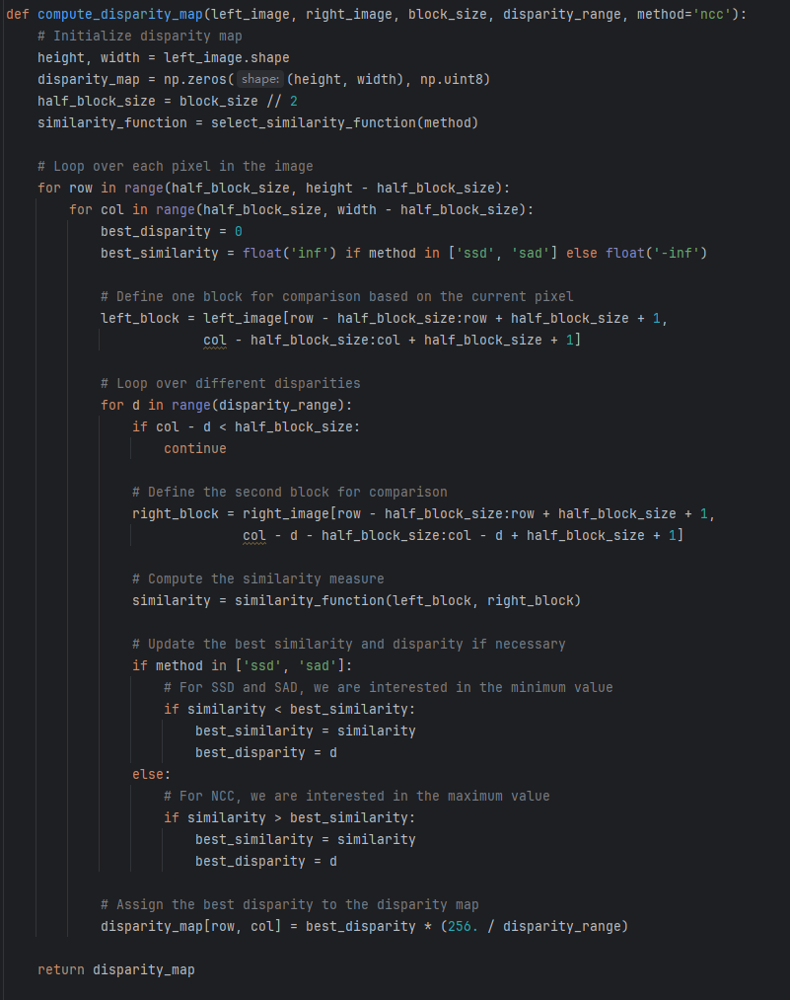 def compute_disparity_map(left_image, right_image, block_size, disparity_range, method='ncc'):
    # Initialize disparity map
    height, width = left_image.shape
    disparity_map = np.zeros( shape: (height, width), np.uint8)
    half_block_size = block_size // 2
    similarity_function = select_similarity_function(method)

    # Loop over each pixel in the image
    for row in range(half_block_size, height - half_block_size):
        for col in range(half_block_size, width - half_block_size):
            best_disparity = 0
            best_similarity = float('inf') if method in ['ssd', 'sad'] else float('-inf')

            # Define one block for comparison based on the current pixel
            left_block = left_image[row - half_block_size:row + half_block_size + 1,
                         col - half_block_size:col + half_block_size + 1]

            # Loop over different disparities
            for d in range(disparity_range):
                if col - d < half_block_size:
                    continue

                # Define the second block for comparison
                right_block = right_image[row - half_block_size:row + half_block_size + 1,
                              col - d - half_block_size:col - d + half_block_size + 1]

                # Compute the similarity measure
                similarity = similarity_function(left_block, right_block)

                # Update the best similarity and disparity if necessary
                if method in ['ssd', 'sad']:
                    # For SSD and SAD, we are interested in the minimum value
                    if similarity < best_similarity:
                        best_similarity = similarity
                        best_disparity = d
                else:
                    # For NCC, we are interested in the maximum value
                    if similarity > best_similarity:
                        best_similarity = similarity
                        best_disparity = d

            # Assign the best disparity to the disparity map
            disparity_map[row, col] = best_disparity * (256. / disparity_range)

    return disparity_map